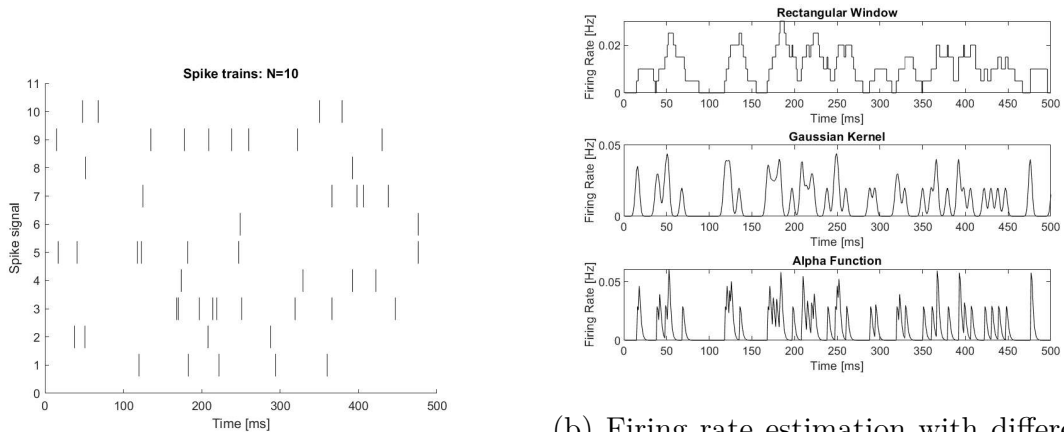 Spike trains: N=10
11
10
9
8
7
6
5
4
3
2
1
0
Spike signal
0 100 200 300 400 500
Time [ms]
Rectangular Window
0.02
0
Firing Rate [Hz]
0 50 100 150 200 250 300 350 400 450 500
Time [ms]
Gaussian Kernel
0.05
0
Firing Rate [Hz]
0 50 100 150 200 250 300 350 400 450 500
Time [ms]
Alpha Function
0.05
0
Firing Rate [Hz]
0 50 100 150 200 250 300 350 400 450 500
Time [ms]
(b) Firing rate estimation with differ